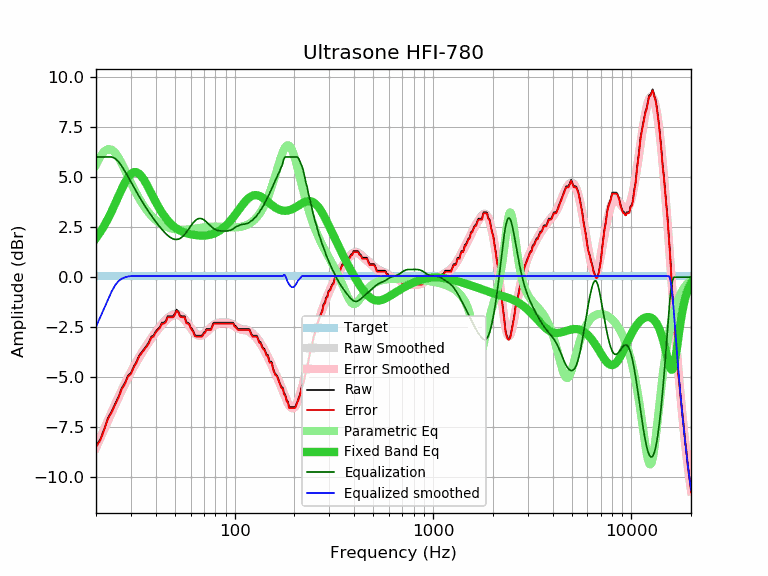 Ultrasone HFI-780
10.0
7.5
5.0
2.5
0.0
−2.5
−5.0
−7.5
−10.0
Amplitude (dBr)
Target
Raw Smoothed
Error Smoothed
Raw
Error
Parametric Eq
Fixed Band Eq
Equalization
Equalized smoothed
100
1000
10000
Frequency (Hz)